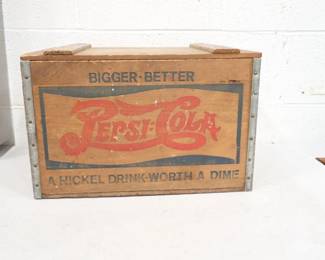 BIGGER-BETTER
PEPSI-COLA
A NICKEL DRINK-WORTH A DIME